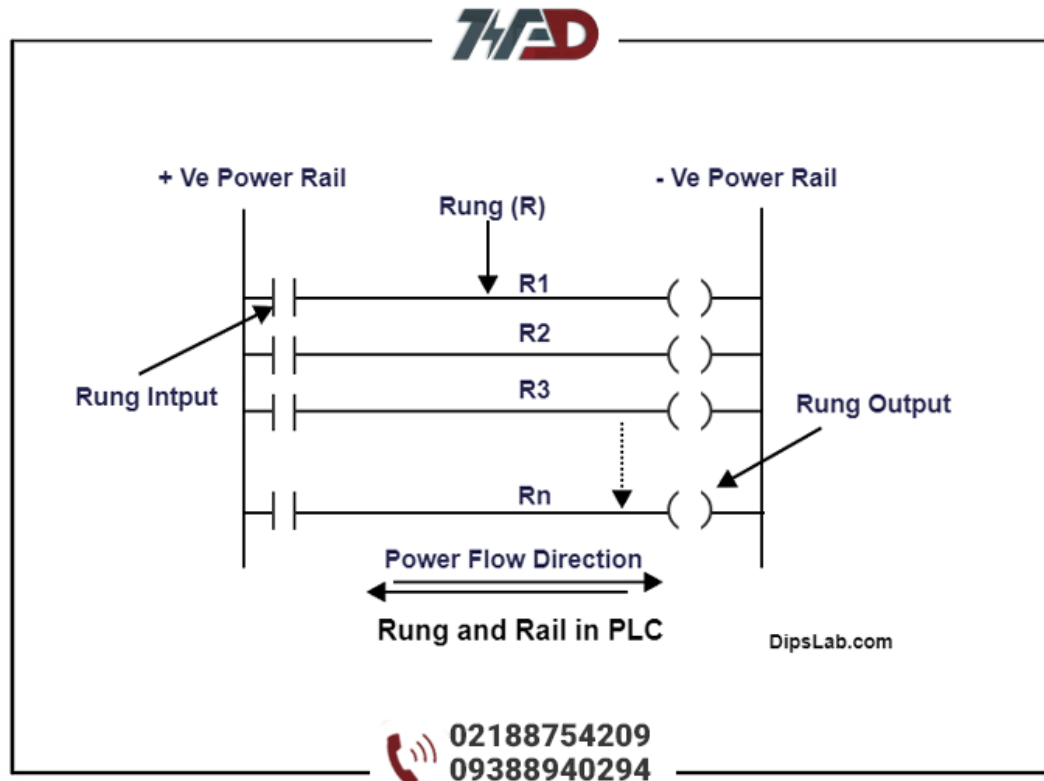 + Ve Power Rail
- Ve Power Rail
Rung (R)
R1
R2
Rung Intput
R3
Rung Output
Rn
Power Flow Direction
Rung and Rail in PLC
DipsLab.com
02188754209
09388940294